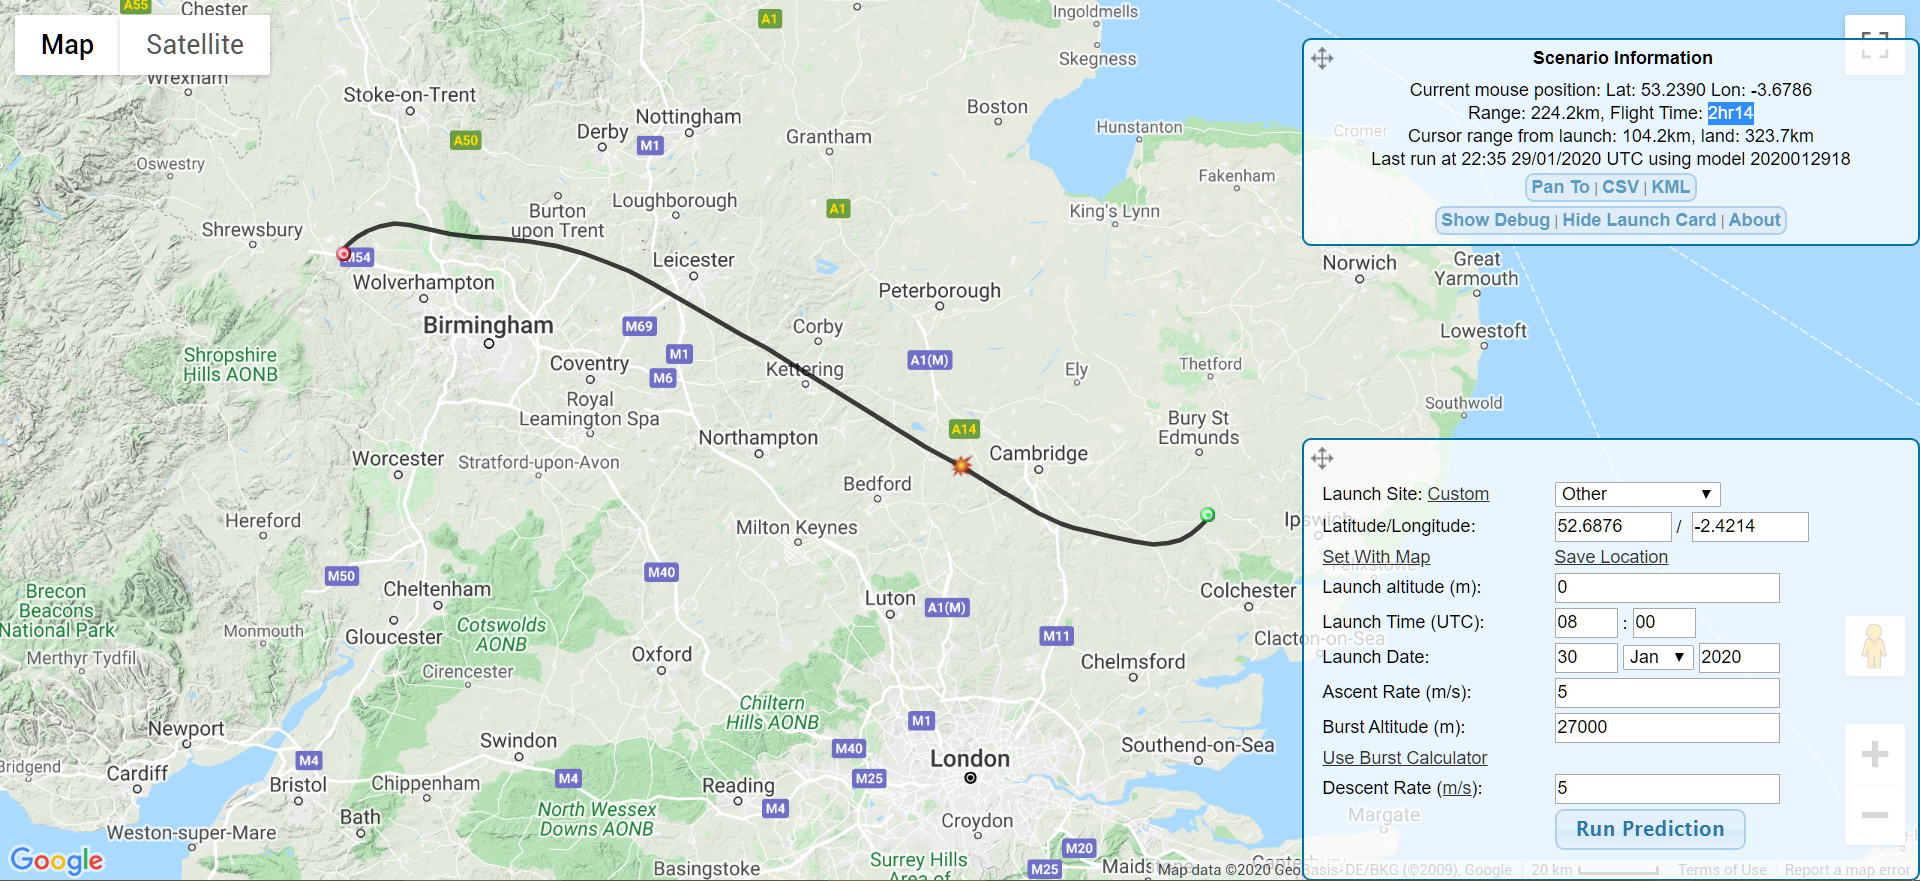 A55
Chester
A1
Ingoldmells
Map
Satellite
Skegness
Wrexham
Stoke-on-Trent
Boston
Nottingham
Derby
A50
M1
Grantham
Hunstanton
Cromer
Oswestry
Fakenham
Loughborough
Burton
upon Trent
A1
King's Lynn
Shrewsbury
M54
Leicester
Norwich
Great
Yarmouth
Wolverhampton
Peterborough
Birmingham
M69
Corby
Lowestoft
Shropshire
Hills AONB
M1
A1(M)
Coventry
M6
Kettering
Ely
Thetford
Royal
Leamington Spa
Southwold
Bury St
Edmunds
A14
Northampton
Cambridge
Worcester
Stratford-upon-Avon
Bedford
Hereford
Milton Keynes
Ipswich
M50
M40
Felixstowe
Brecon
Beacons
National Park
Cheltenham
Luton
A1(M)
Colchester
Monmouth
Gloucester
Cotswolds
AONB
M11
Clacton-on-Sea
Merthyr Tydfil
Cirencester
Oxford
Chelmsford
Chiltern
Hills AONB
M1
Newport
Swindon
M40
London
Southend-on-Sea
Bridgend
Cardiff
M4
Bristol
Chippenham
M4
M25
Reading
M4
North Wessex
Downs AONB
Bath
Croydon
Margate
Weston-super-Mare
M20
Google
Basingstoke
Surrey Hills
Area of
M25
Maids
Canterbury
Map data ©2020 GeoBasis-DE/BKG (©2009), Google
20 km
Terms of Use
Report a map error
Scenario Information
Current mouse position: Lat: 53.2390 Lon: -3.6786
Range: 224.2km, Flight Time: 2hr14
Cursor range from launch: 104.2km, land: 323.7km
Last run at 22:35 29/01/2020 UTC using model 2020012918
Pan To | CSV | KML
Show Debug | Hide Launch Card | About
Launch Site: Custom Other
Latitude/Longitude: 52.6876 / -2.4214
Set With Map Save Location
Launch altitude (m): 0
Launch Time (UTC): 08 : 00
Launch Date: 30 Jan 2020
Ascent Rate (m/s): 5
Burst Altitude (m): 27000
Use Burst Calculator
Descent Rate (m/s): 5
Run Prediction